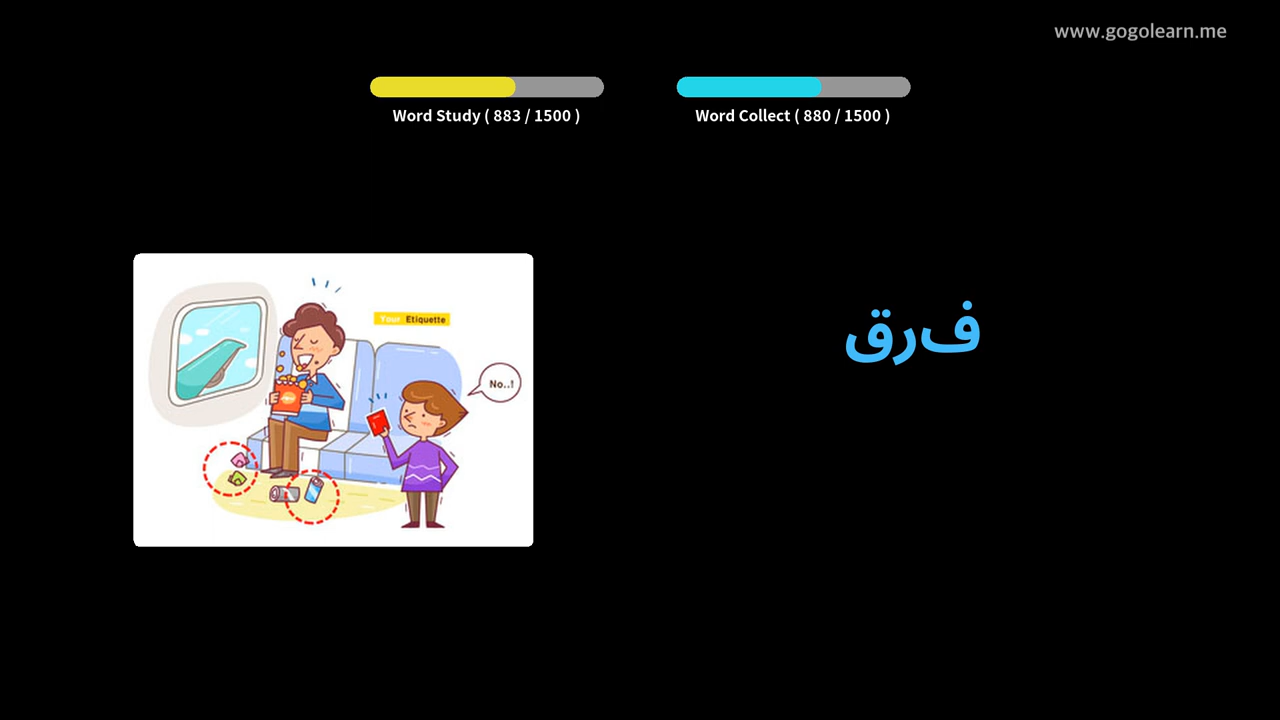 www.gogolearn.me
Word Study ( 883 / 1500 )
Word Collect ( 880 / 1500 )
Your Etiquette
No..!
فرق